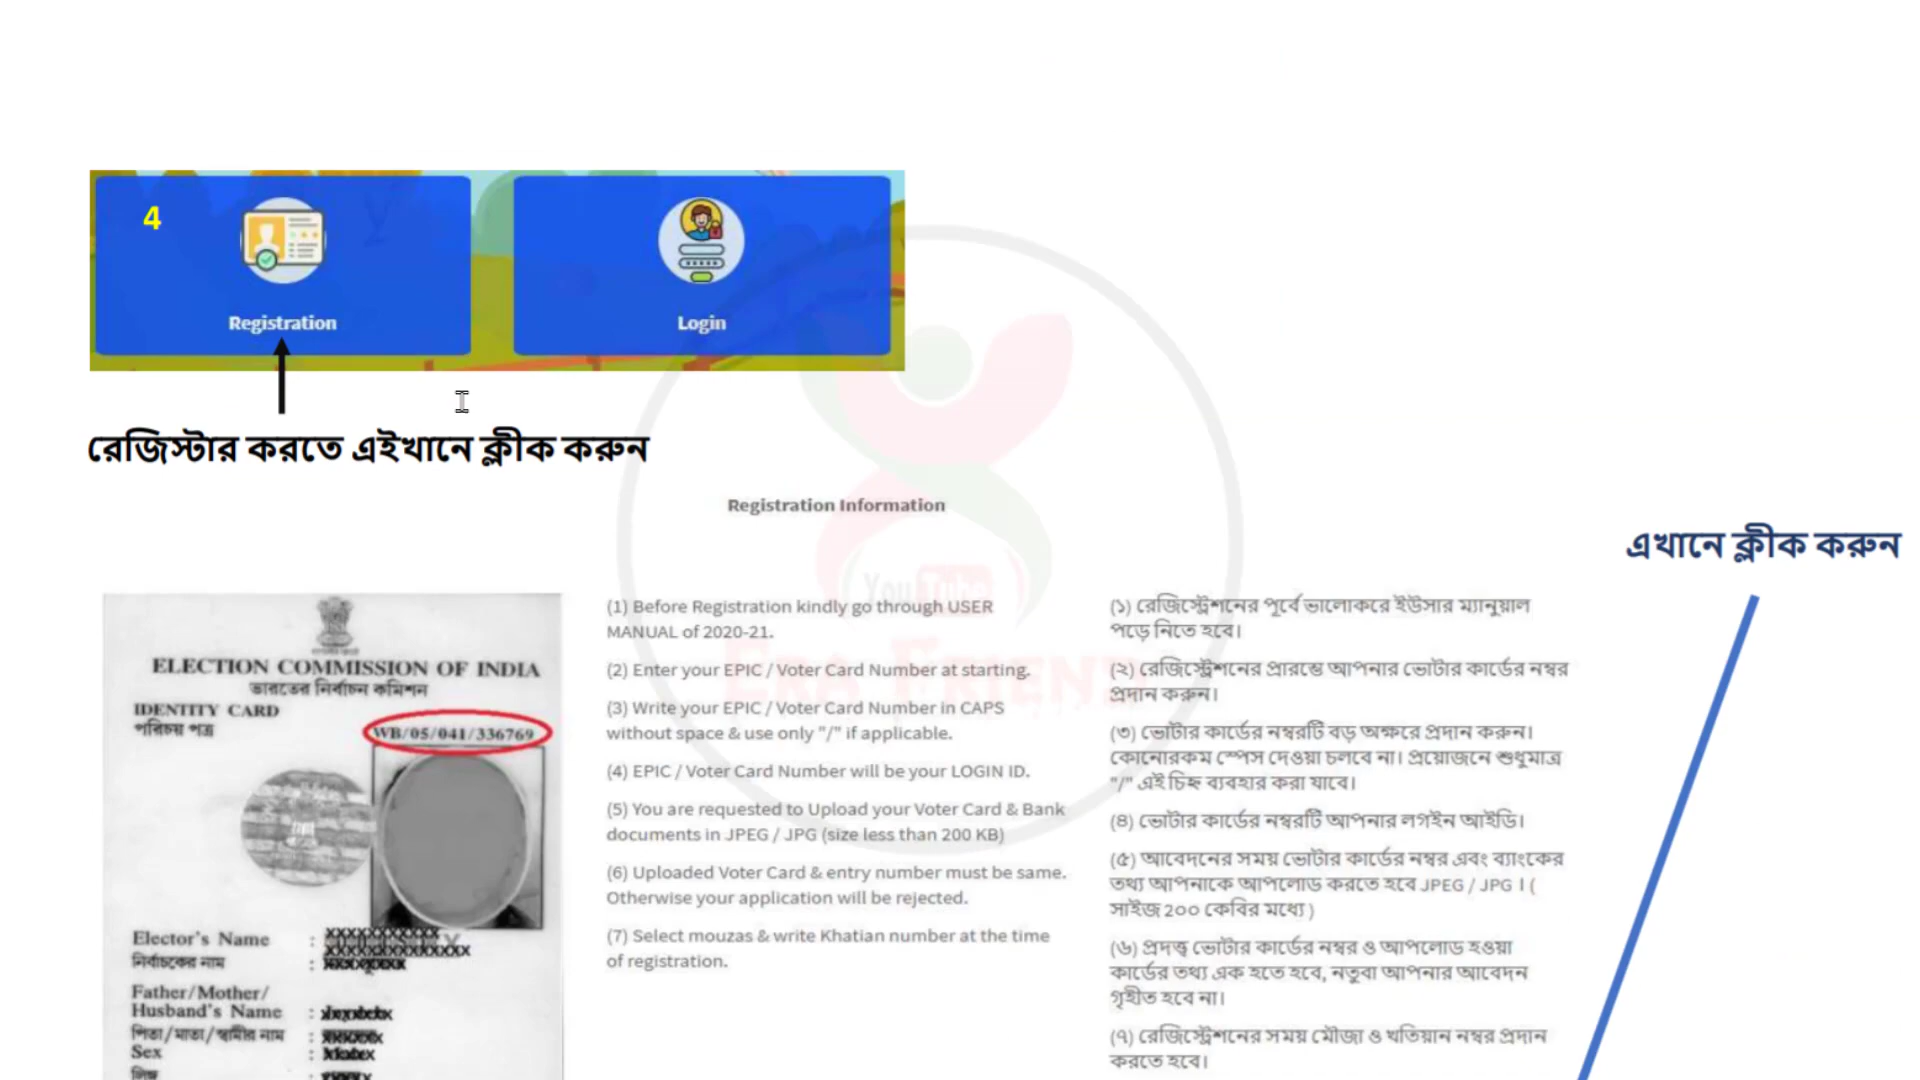 4
Registration
Login
রেজিস্টার করতে এইখানে ক্লীক করুন
Registration Information
এখানে ক্লীক করুন
ELECTION COMMISSION OF INDIA
ভারতের নির্বাচন কমিশন
IDENTITY CARD
পরিচয় পত্র
WB/05/041/336769
Elector's Name :
নির্বাচকের নাম :
Father/Mother/
Husband's Name :
পিতা/মাতা/স্বামীর নাম :
Sex :
লিঙ্গ :
(1) Before Registration kindly go through USER
MANUAL of 2020-21.
(2) Enter your EPIC / Voter Card Number at starting.
(3) Write your EPIC / Voter Card Number in CAPS
without space & use only "/" if applicable.
(4) EPIC / Voter Card Number will be your LOGIN ID.
(5) You are requested to Upload your Voter Card & Bank
documents in JPEG / JPG (size less than 200 KB)
(6) Uploaded Voter Card & entry number must be same.
Otherwise your application will be rejected.
(7) Select mouzas & write Khatian number at the time
of registration.
(১) রেজিস্ট্রেশনের পূর্বে ভালোকরে ইউসার ম্যানুয়াল
পড়ে নিতে হবে।
(২) রেজিস্ট্রেশনের প্রারম্ভে আপনার ভোটার কার্ডের নম্বর
প্রদান করুন।
(৩) ভোটার কার্ডের নম্বরটি বড় অক্ষরে প্রদান করুন।
কোনোরকম স্পেস দেওয়া চলবে না। প্রয়োজনে শুধুমাত্র
"/" এই চিহ্ন ব্যবহার করা যাবে।
(৪) ভোটার কার্ডের নম্বরটি আপনার লগইন আইডি।
(৫) আবেদনের সময় ভোটার কার্ডের নম্বর এবং ব্যাংকের
তথ্য আপনাকে আপলোড করতে হবে JPEG / JPG । (
সাইজ ২০০ কেবির মধ্যে )
(৬) প্রদত্ত্ব ভোটার কার্ডের নম্বর ও আপলোড হওয়া
কার্ডের তথ্য এক হতে হবে, নতুবা আপনার আবেদন
গৃহীত হবে না।
(৭) রেজিস্ট্রেশনের সময় মৌজা ও খতিয়ান নম্বর প্রদান
করতে হবে।
YouTube
ERA FRIEND